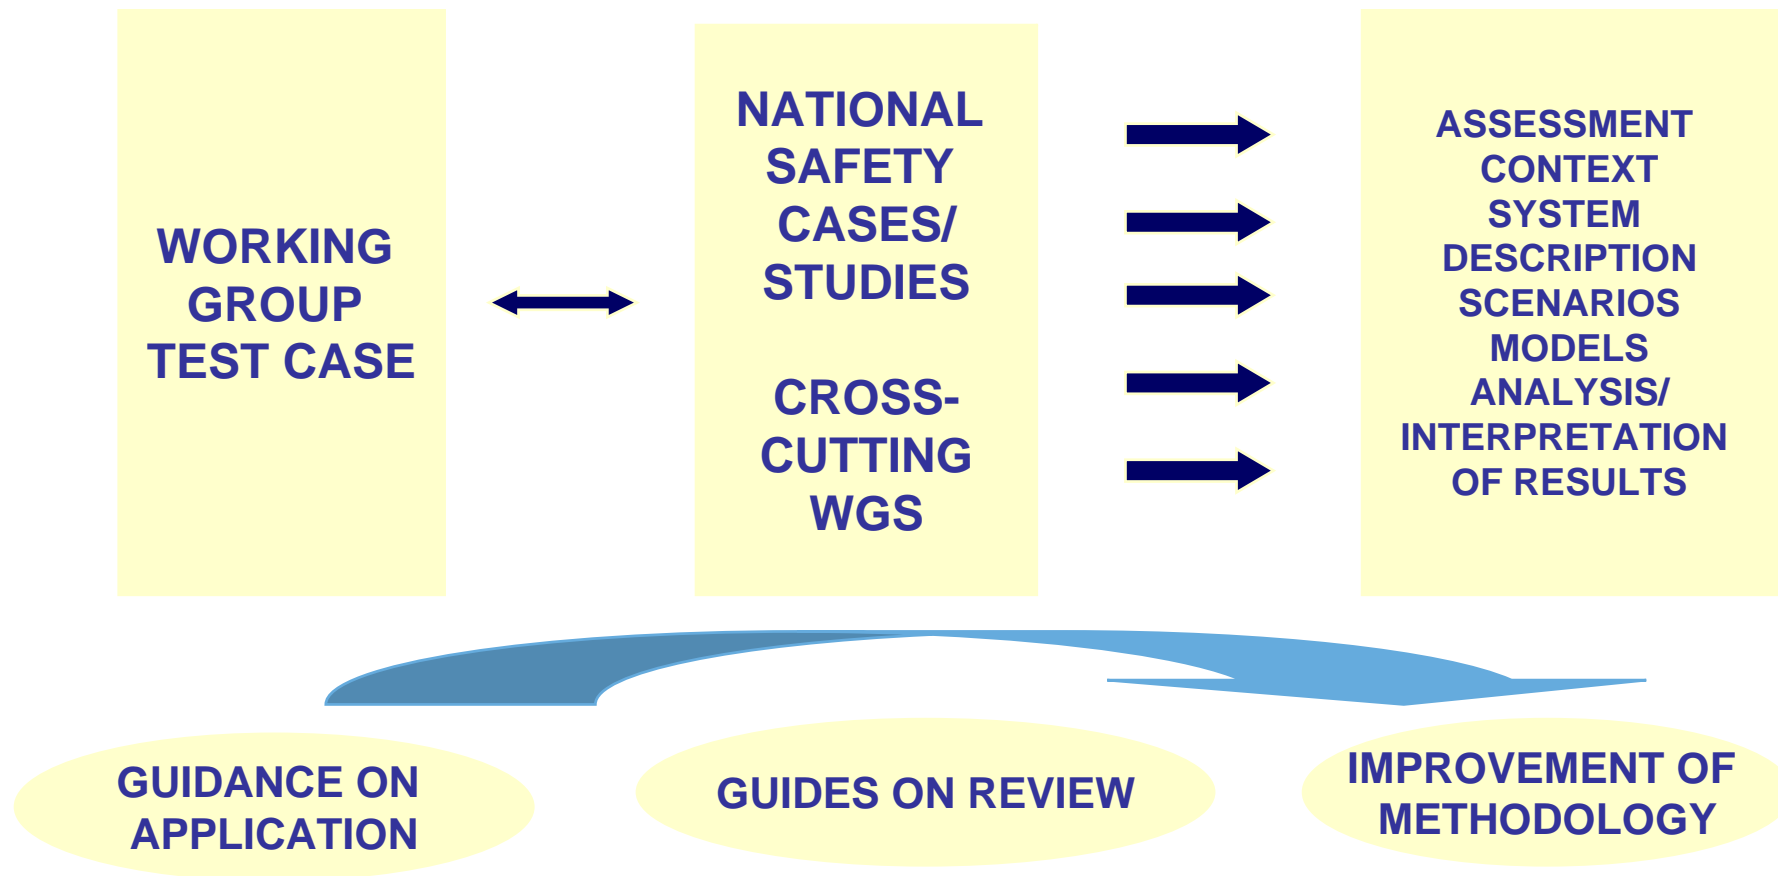 WORKING
GROUP
TEST CASE
NATIONAL
SAFETY
CASES/
STUDIES
CROSS-
CUTTING
WGS
ASSESSMENT
CONTEXT
SYSTEM
DESCRIPTION
SCENARIOS
MODELS
ANALYSIS/
INTERPRETATION
OF RESULTS
GUIDANCE ON
APPLICATION
GUIDES ON REVIEW
IMPROVEMENT OF
METHODOLOGY